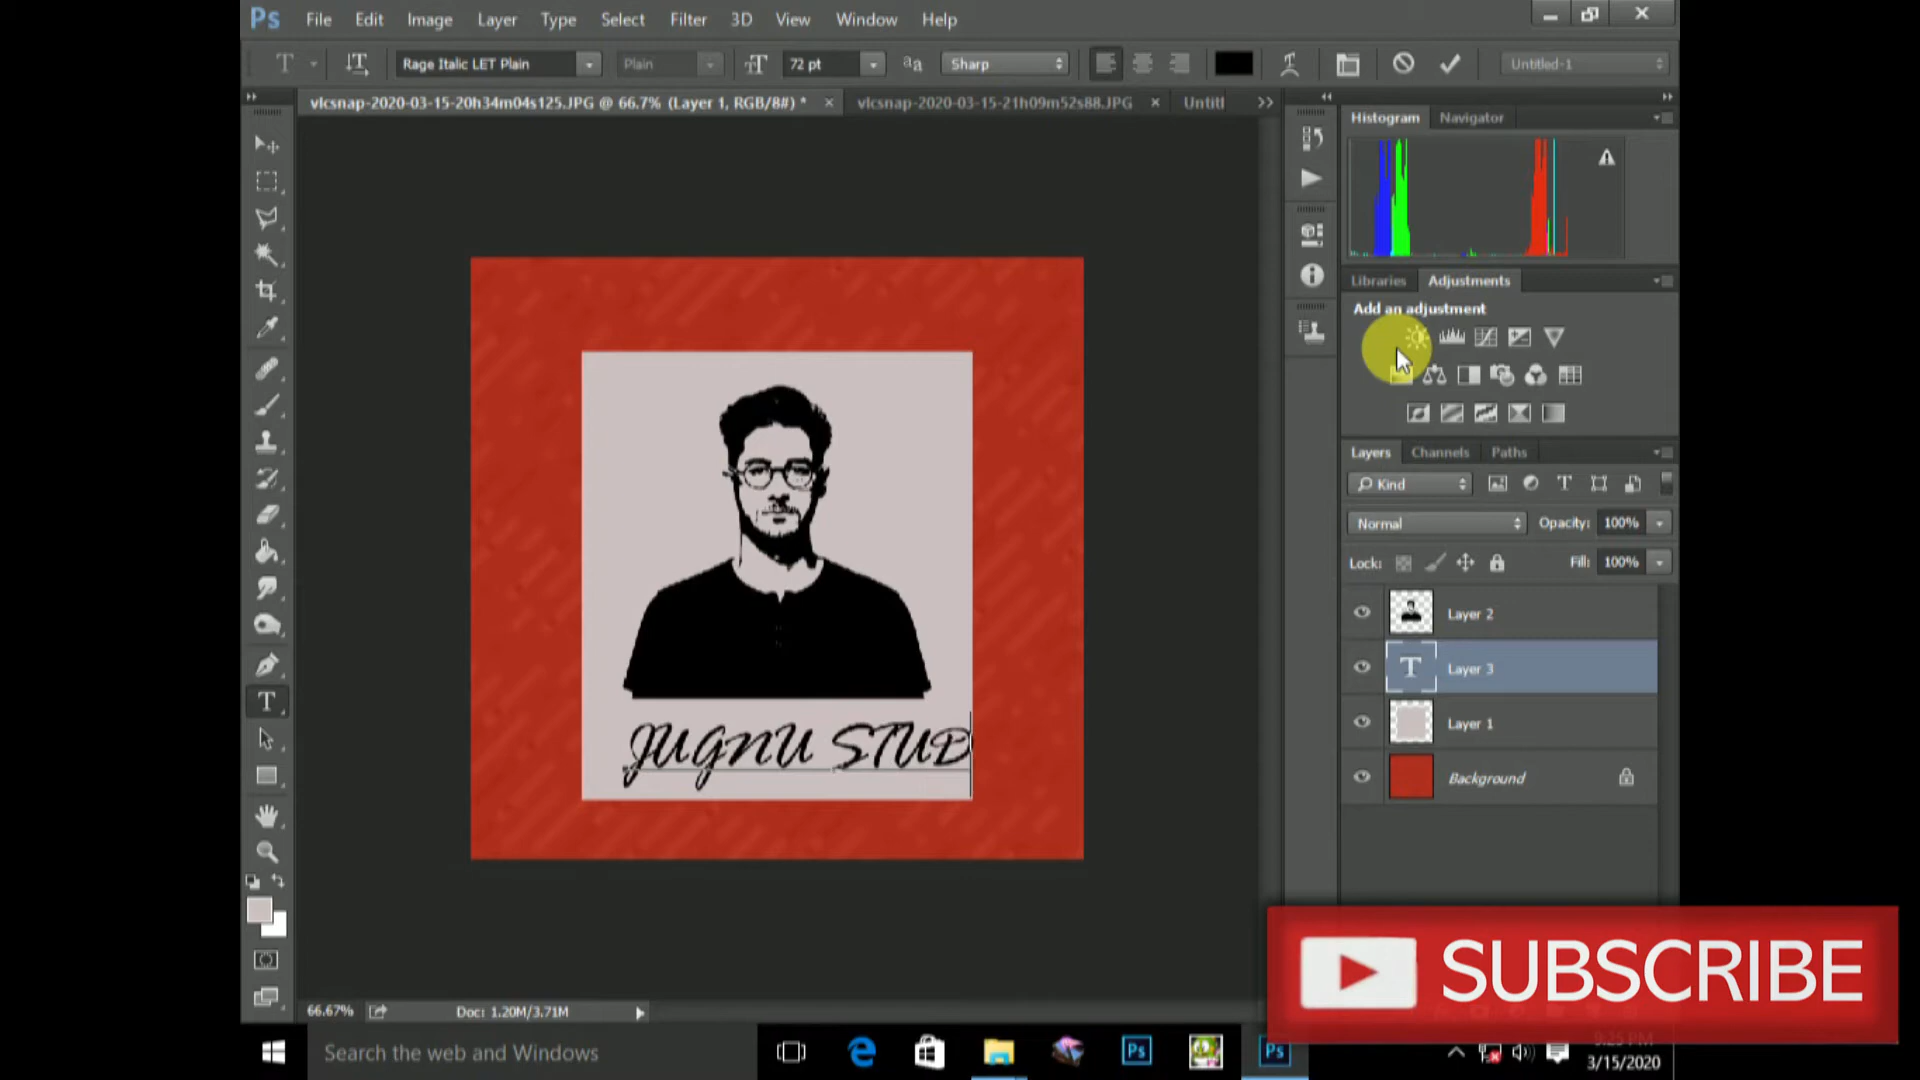 Ps File Edit Image Layer Type Select Filter 3D View Window Help
T Rage Italic LET Plain Plain 72 pt aa Sharp Untitled-1
vlcsnap-2020-03-15-20h34m04s125.JPG @ 66.7% (Layer 1, RGB/8#) * vlcsnap-2020-03-15-21h09m52s88.JPG Untitl
Histogram Navigator
Libraries Adjustments
Add an adjustment
Layers Channels Paths
Kind
Normal Opacity: 100%
Lock: Fill: 100%
Layer 2
Layer 3
Layer 1
Background
JUGNU STUD
66.67% Doc: 1.20M/3.71M
SUBSCRIBE
Search the web and Windows
Ps
Ps
3/15/2020